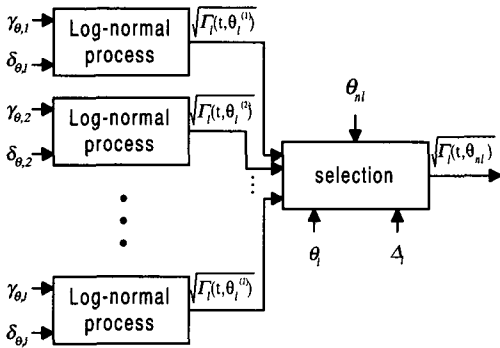 γθ,1
Log-normal process
δθ,1
√Γl(t,θl(1))
γθ,2
Log-normal process
δθ,2
√Γl(t,θl(2))
θnl
selection
√Γl(t,θnl)
θl
Δl
γθ,i
Log-normal process
δθ,i
√Γl(t,θl(i))